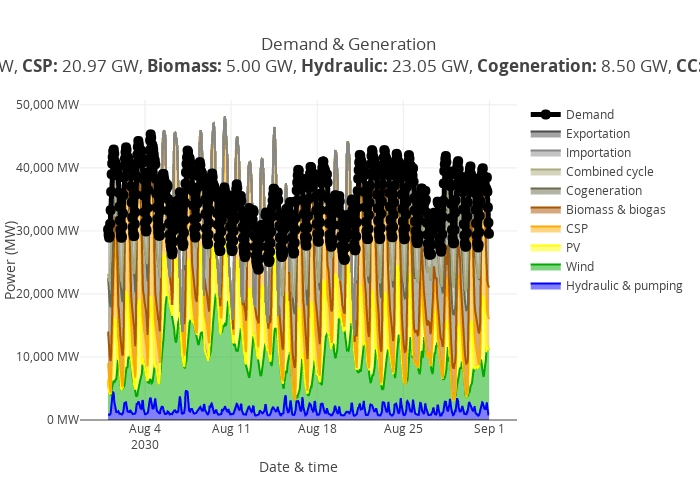 Demand & Generation
W, CSP: 20.97 GW, Biomass: 5.00 GW, Hydraulic: 23.05 GW, Cogeneration: 8.50 GW, CC:
50,000 MW
40,000 MW
30,000 MW
20,000 MW
10,000 MW
0 MW
Power (MW)
Aug 4
2030
Aug 11
Aug 18
Aug 25
Sep 1
Date & time
Demand
Exportation
Importation
Combined cycle
Cogeneration
Biomass & biogas
CSP
PV
Wind
Hydraulic & pumping